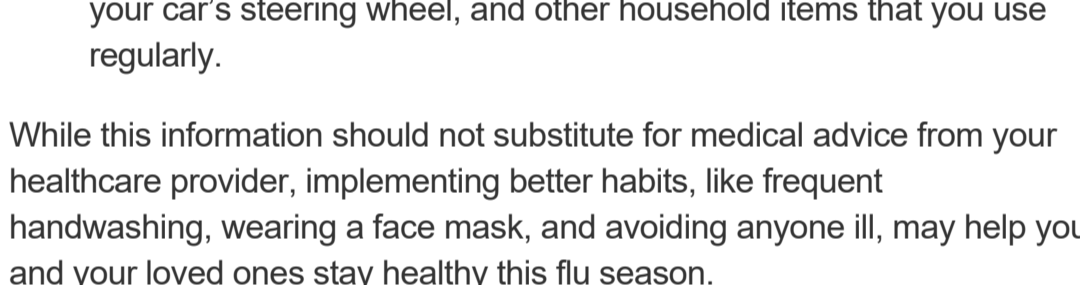 your car's steering wheel, and other household items that you use
regularly.
While this information should not substitute for medical advice from your
healthcare provider, implementing better habits, like frequent
handwashing, wearing a face mask, and avoiding anyone ill, may help you
and your loved ones stay healthy this flu season.